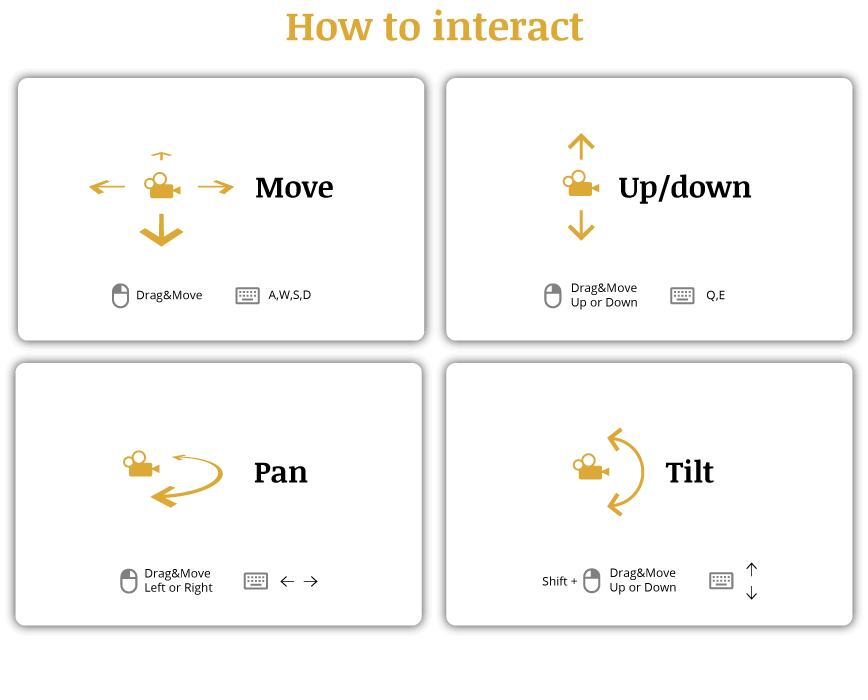 How to interact
Move
Drag&Move
A,W,S,D
Up/down
Drag&Move
Up or Down
Q,E
Pan
Drag&Move
Left or Right
Tilt
Shift +
Drag&Move
Up or Down